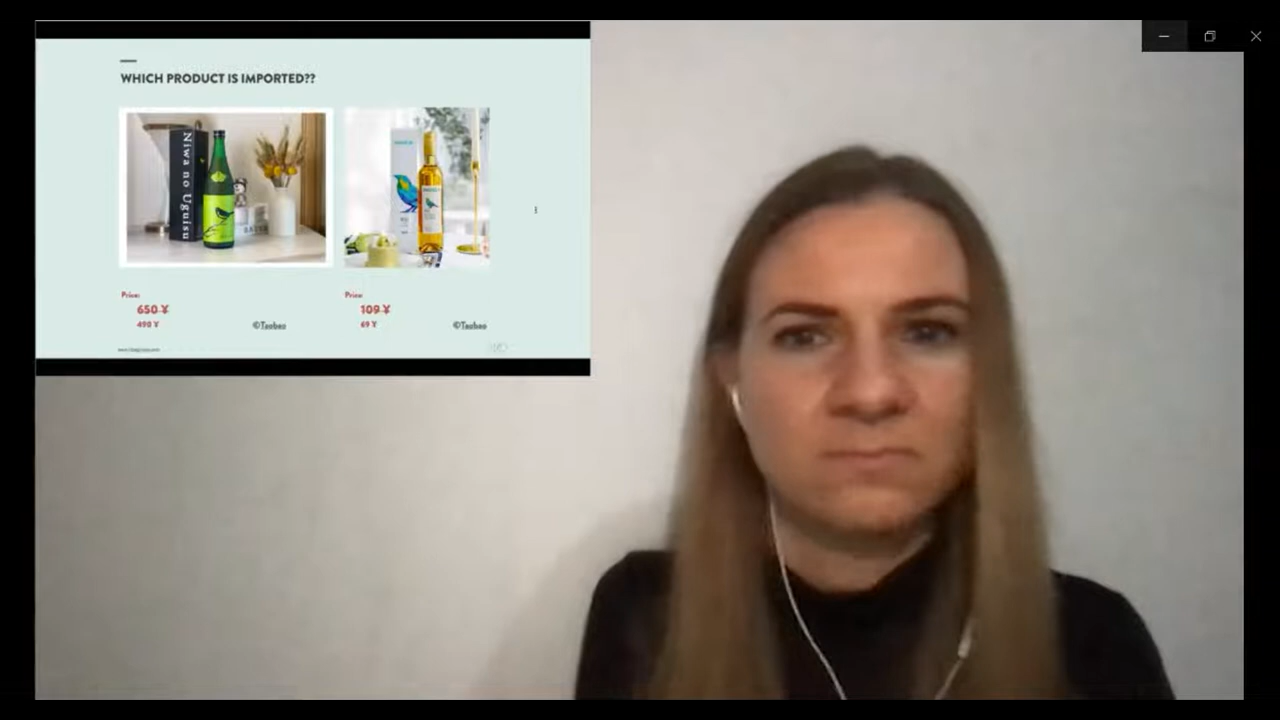 WHICH PRODUCT IS IMPORTED??
Niwa no Uguisu
Price:
650 ¥
490 ¥
©Taobao
Price
109 ¥
69 ¥
©Taobao